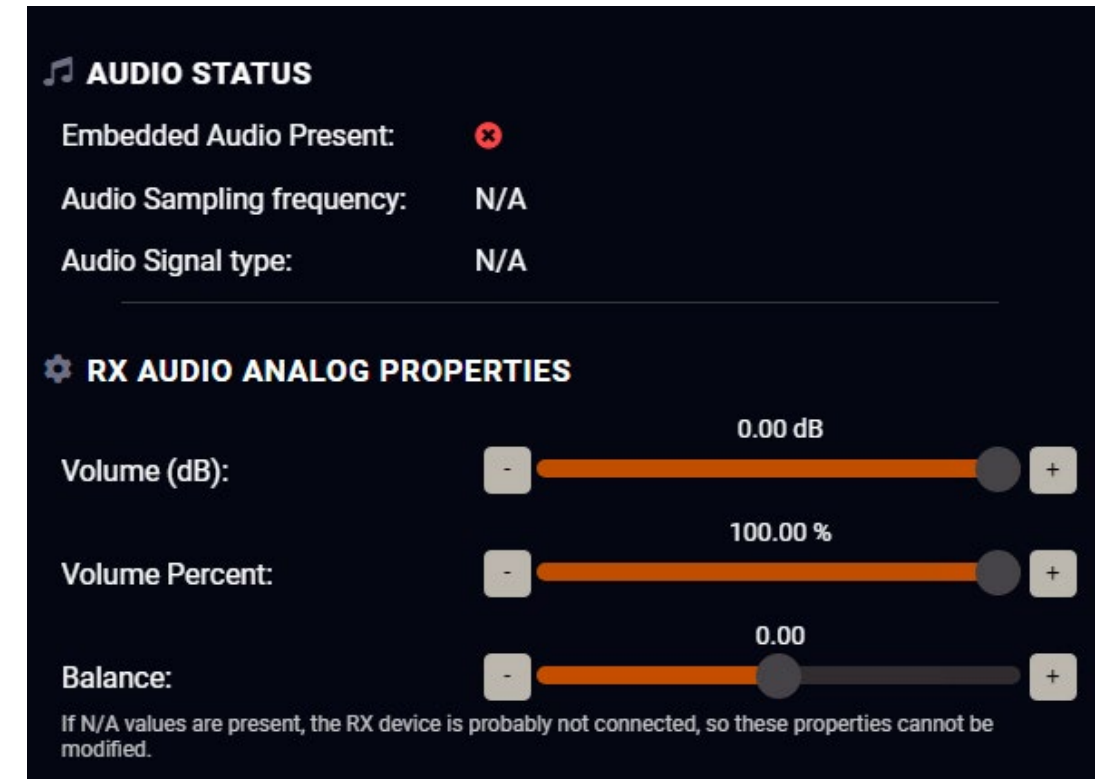 AUDIO STATUS
Embedded Audio Present:
Audio Sampling frequency: N/A
Audio Signal type: N/A
RX AUDIO ANALOG PROPERTIES
0.00 dB
Volume (dB): - +
100.00 %
Volume Percent: - +
0.00
Balance: - +
If N/A values are present, the RX device is probably not connected, so these properties cannot be
modified.